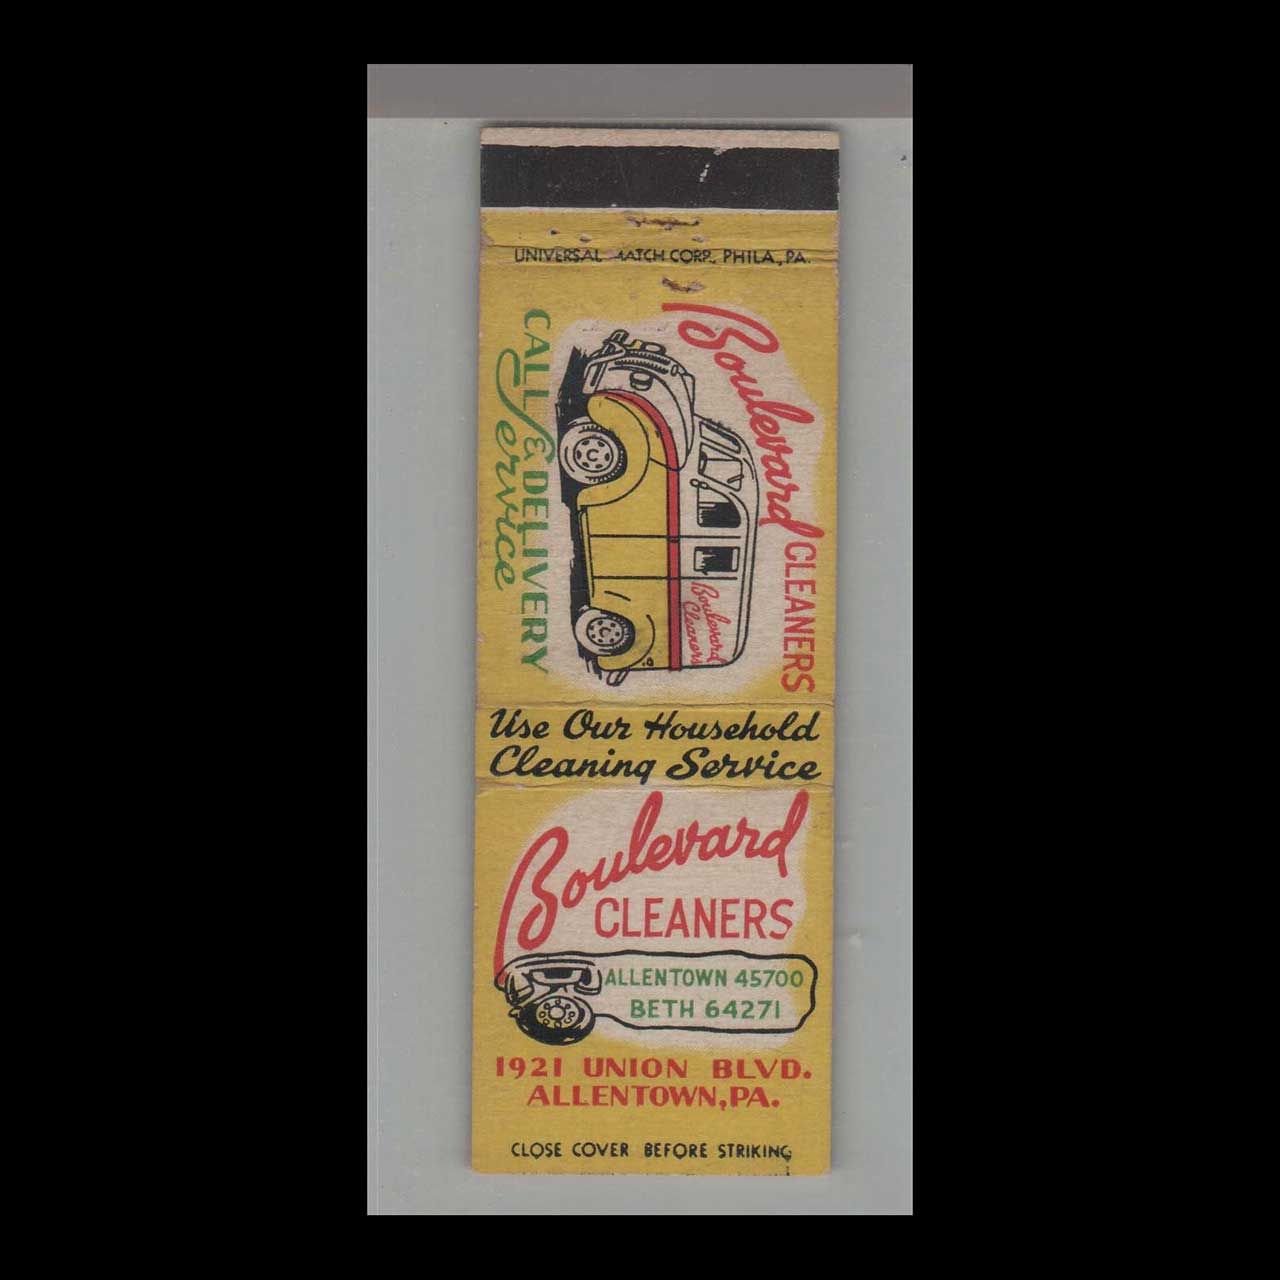 UNIVERSAL MATCH CORP., PHILA., PA.
Boulevard CLEANERS
Boulevard
Cleaners
C
C
CALL & DELIVERY
Service
Use Our Household
Cleaning Service
Boulevard
CLEANERS
ALLENTOWN 45700
BETH 64271
1921 UNION BLVD.
ALLENTOWN, PA.
CLOSE COVER BEFORE STRIKING